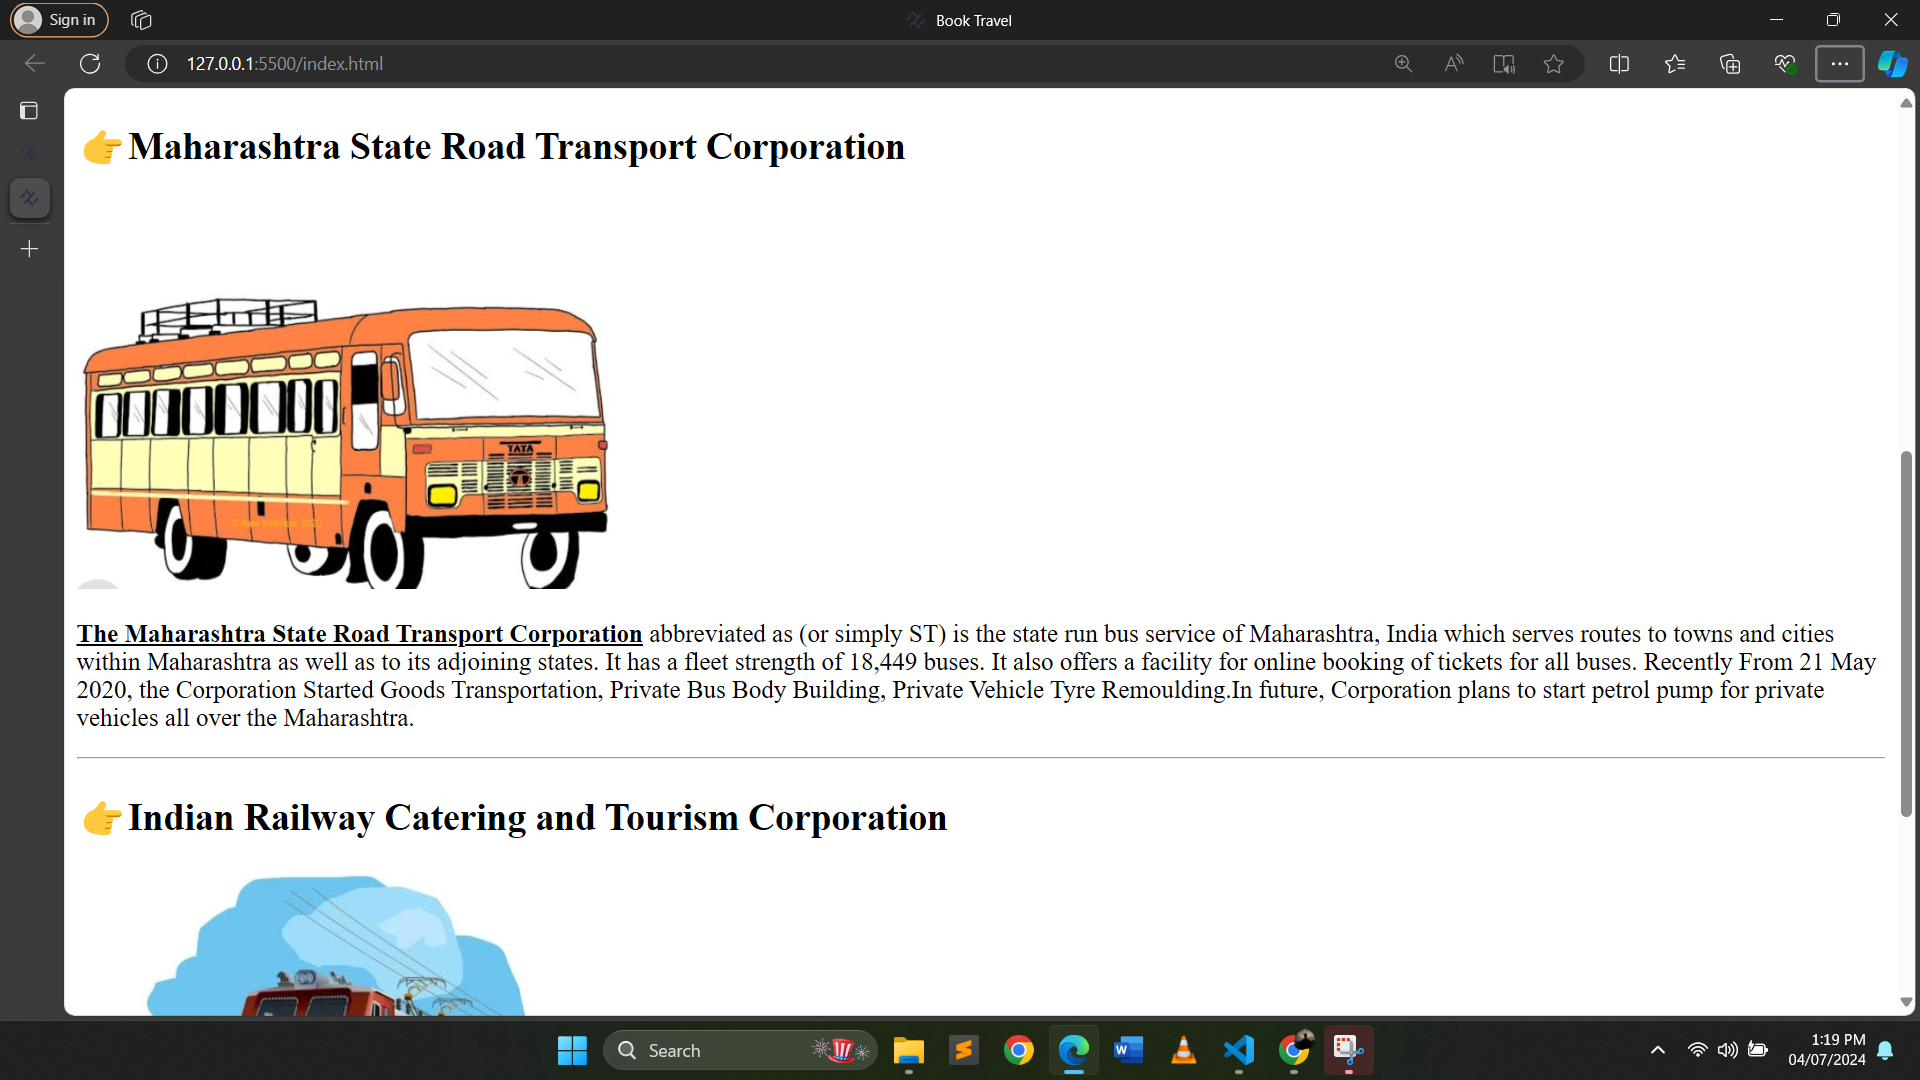 Sign in
Book Travel
127.0.0.1:5500/index.html
👉Maharashtra State Road Transport Corporation
TATA
The Maharashtra State Road Transport Corporation abbreviated as (or simply ST) is the state run bus service of Maharashtra, India which serves routes to towns and cities
within Maharashtra as well as to its adjoining states. It has a fleet strength of 18,449 buses. It also offers a facility for online booking of tickets for all buses. Recently From 21 May
2020, the Corporation Started Goods Transportation, Private Bus Body Building, Private Vehicle Tyre Remoulding.In future, Corporation plans to start petrol pump for private
vehicles all over the Maharashtra.
👉Indian Railway Catering and Tourism Corporation
Search
1:19 PM
04/07/2024